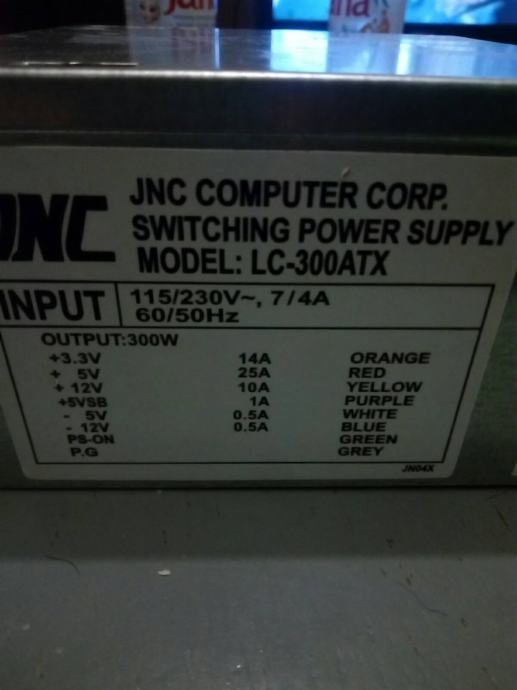 JNC
JNC COMPUTER CORP.
SWITCHING POWER SUPPLY
MODEL: LC-300ATX
INPUT
115/230V~, 7/4A
60/50Hz
OUTPUT:300W
+3.3V 14A ORANGE
+ 5V 25A RED
+ 12V 10A YELLOW
+5VSB 1A PURPLE
- 5V 0.5A WHITE
- 12V 0.5A BLUE
PS-ON GREEN
P.G GREY
JN04X